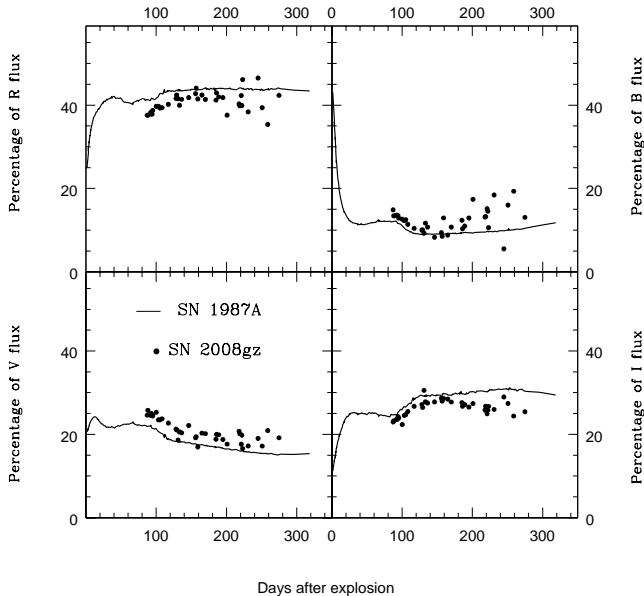 100 200 300 100 200 300
Percentage of R flux
40
20
0
Percentage of B flux
40
20
0
Percentage of V flux
40
20
0
SN 1987A
SN 2008gz
Percentage of I flux
40
20
0
100 200 300 100 200 300
Days after explosion